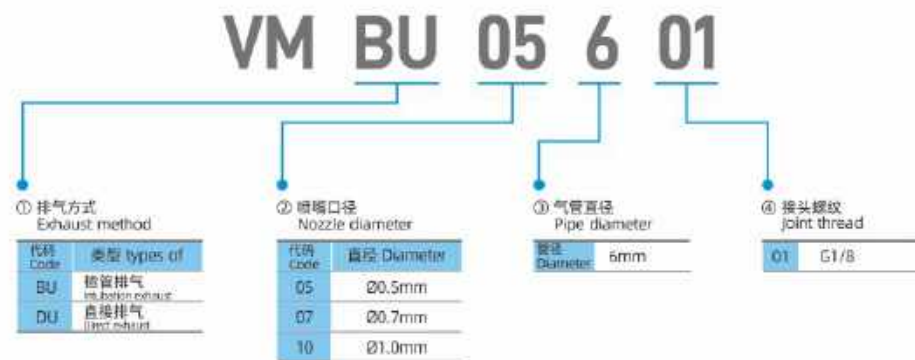 VM BU 05 6 01
① 排气方式
Exhaust method
代码 Code 类型 types of
BU 插管排气 Intubation exhaust
DU 直接排气 Direct exhaust
② 喷嘴口径
Nozzle diameter
代码 Code 直径 Diameter
05 Ø0.5mm
07 Ø0.7mm
10 Ø1.0mm
③ 气管直径
Pipe diameter
管径 Diameter 6mm
④ 接头螺纹
Joint thread
01 G1/8